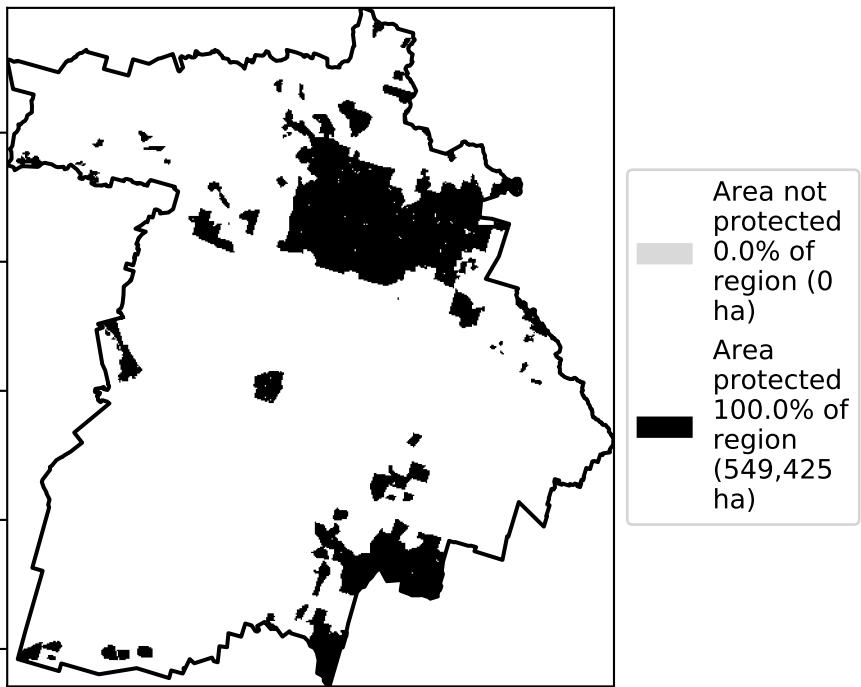 Area not
protected
0.0% of
region (0
ha)
Area
protected
100.0% of
region
(549,425
ha)